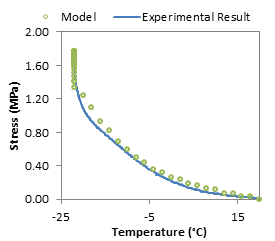 Model Experimental Result
2.00
1.60
1.20
0.80
0.40
0.00
Stress (MPa)
-25 -5 15
Temperature (°C)